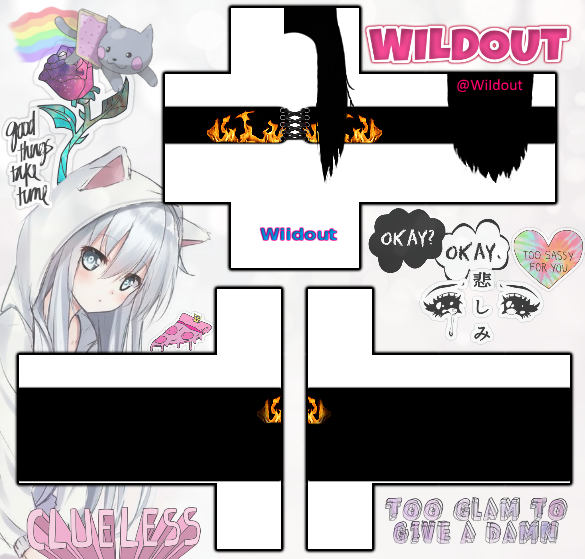 WILDOUT
@Wildout
good
things
take
time
Wildout
OKAY?
OKAY.
TOO SASSY
FOR YOU
悲
し
み
CLUELESS
TOO GLAM TO
GIVE A DAMN